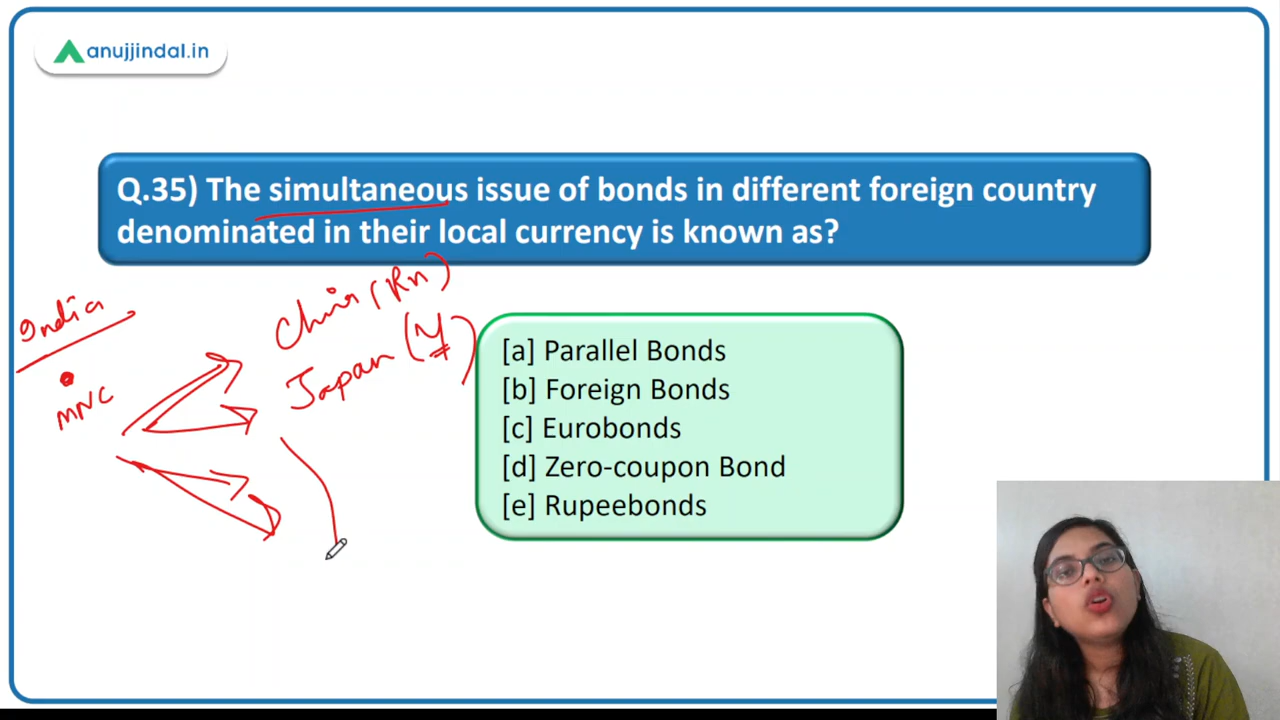 anujjindal.in
Q.35) The simultaneous issue of bonds in different foreign country
denominated in their local currency is known as?
India
MNC
China (Rn)
Japan (¥)
[a] Parallel Bonds
[b] Foreign Bonds
[c] Eurobonds
[d] Zero-coupon Bond
[e] Rupeebonds